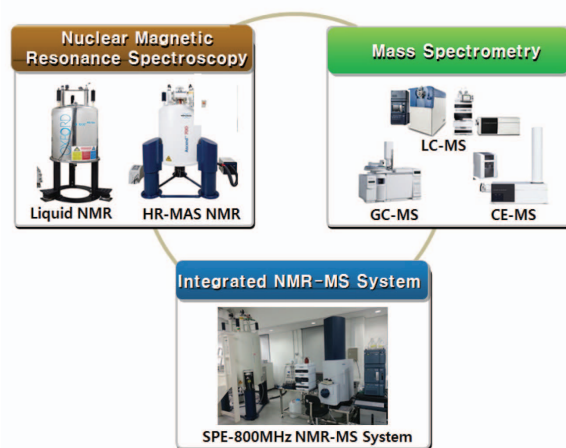 Nuclear Magnetic
Resonance Spectroscopy
Liquid NMR
HR-MAS NMR
Mass Spectrometry
LC-MS
GC-MS
CE-MS
Integrated NMR-MS System
SPE-800MHz NMR-MS System